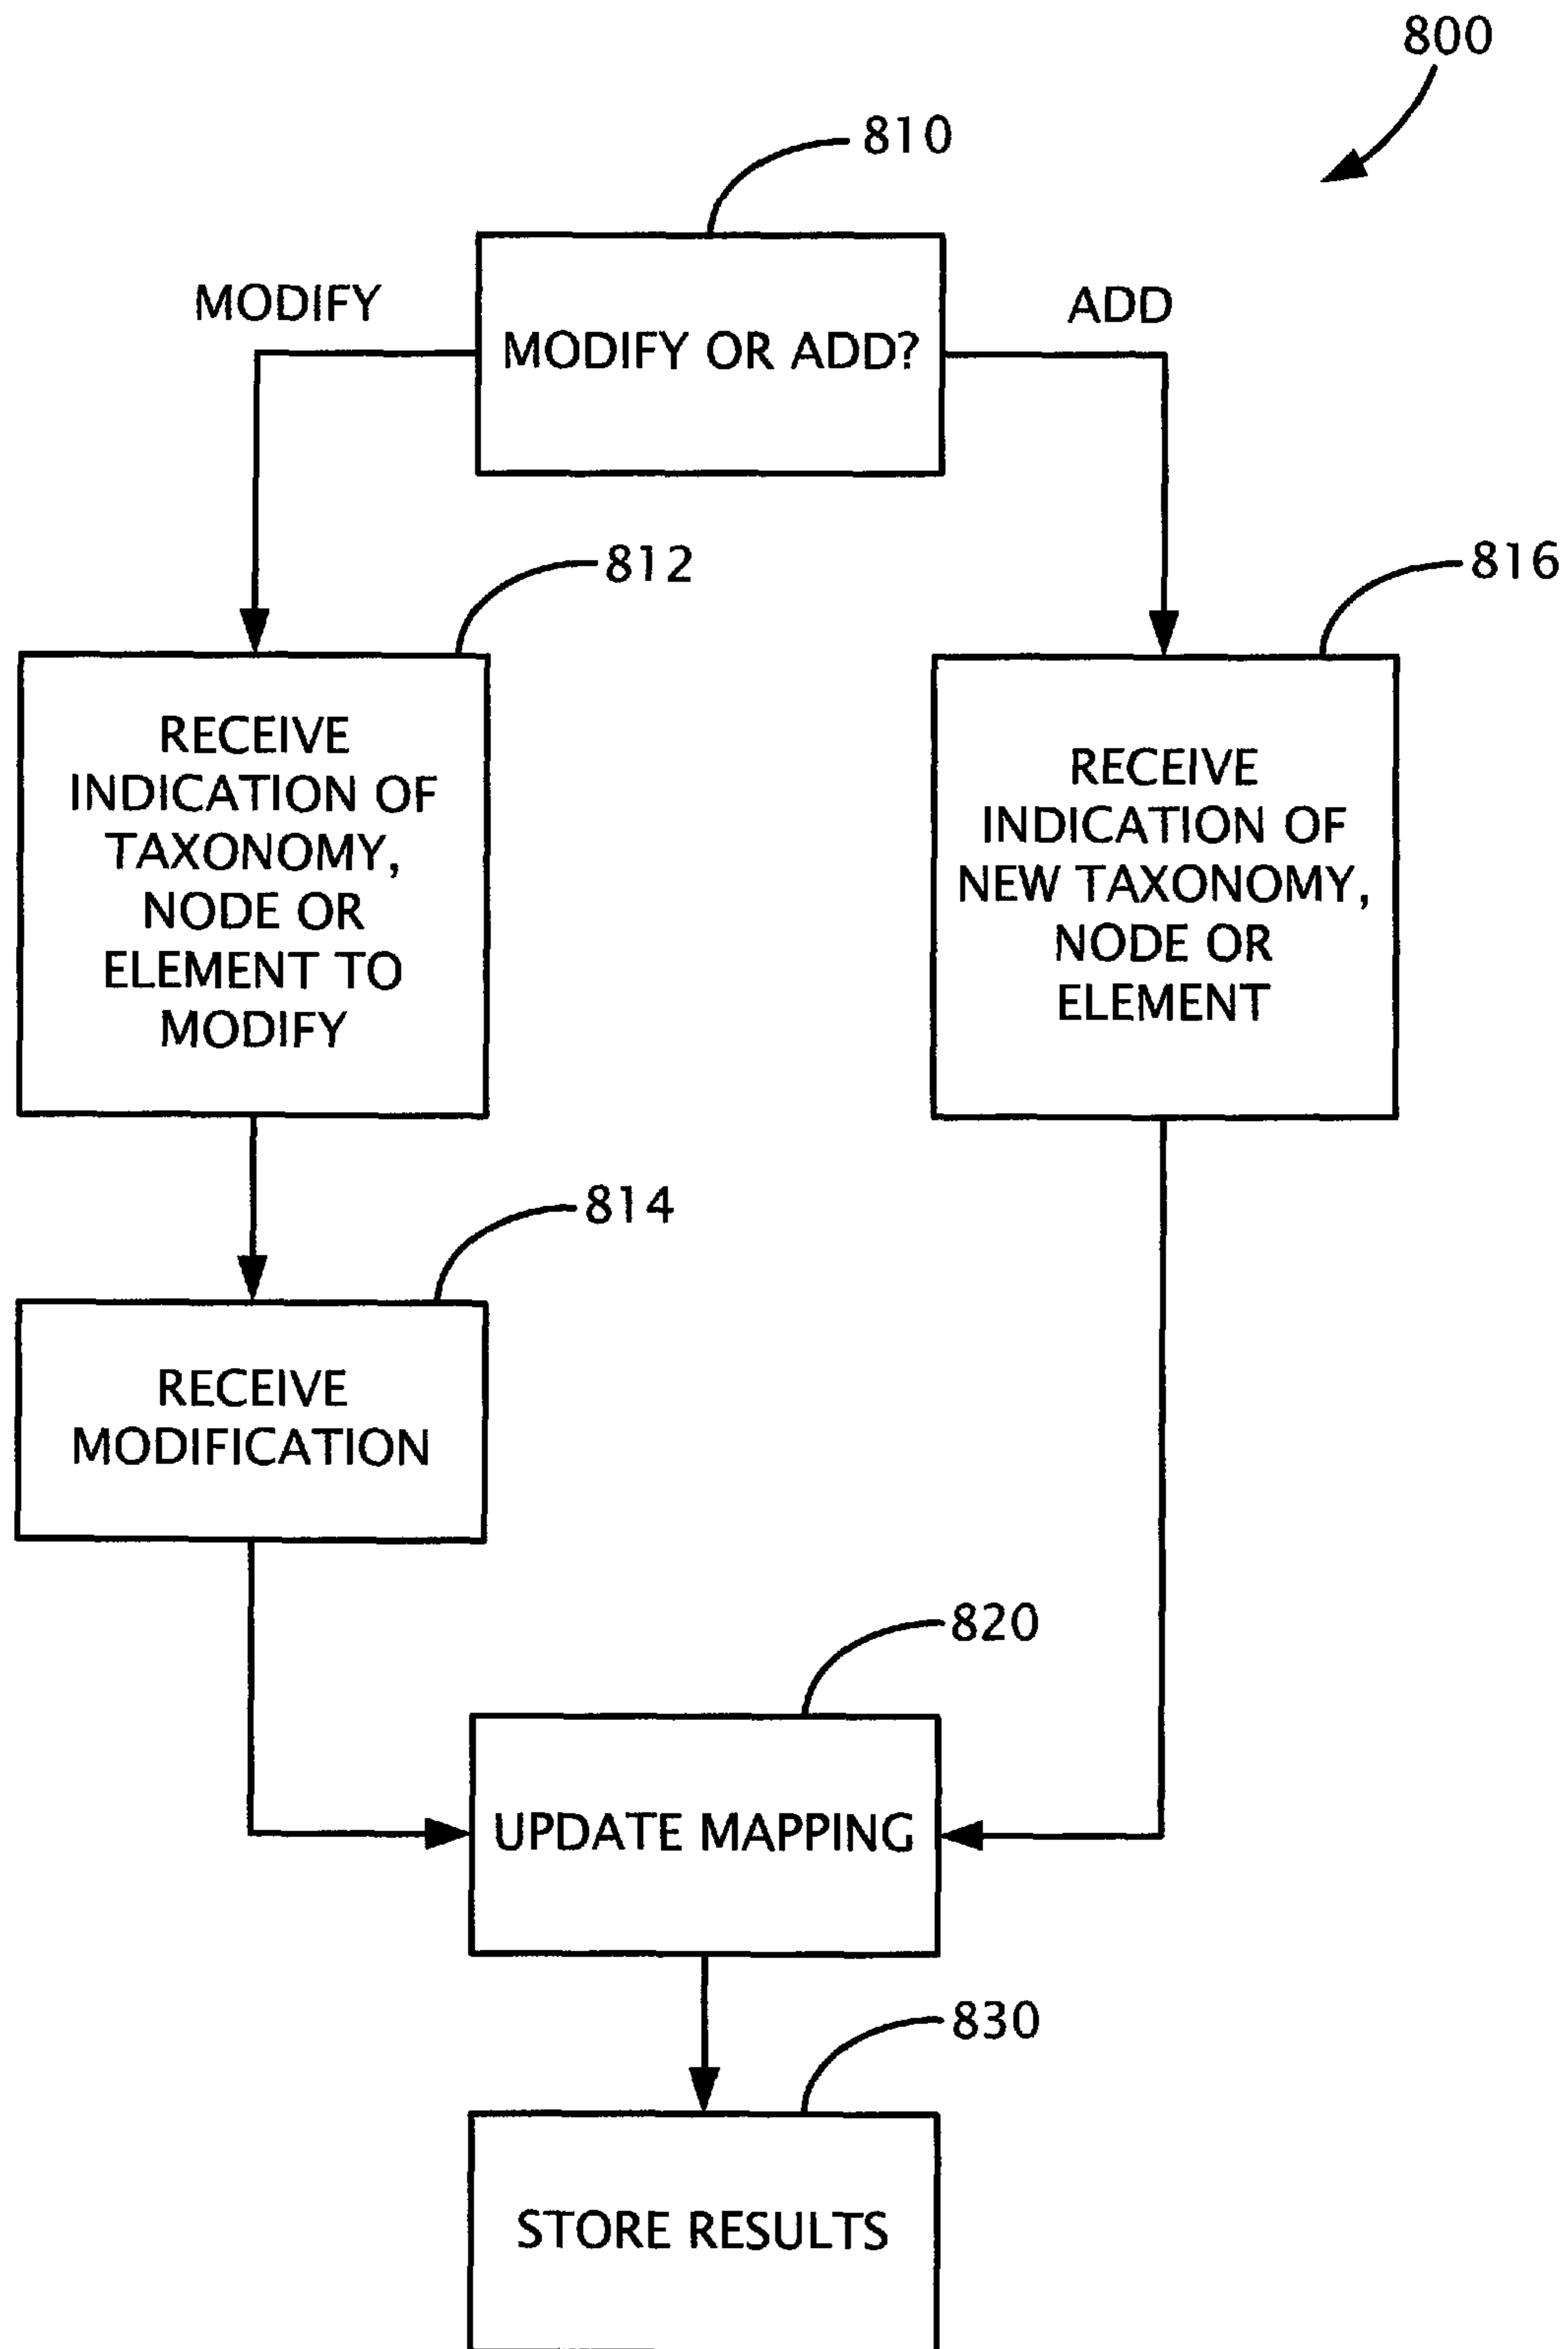 800
810
MODIFY
ADD
MODIFY OR ADD?
812
816
RECEIVE
INDICATION OF
TAXONOMY,
NODE OR
ELEMENT TO
MODIFY
RECEIVE
INDICATION OF
NEW TAXONOMY,
NODE OR
ELEMENT
814
RECEIVE
MODIFICATION
820
UPDATE MAPPING
830
STORE RESULTS